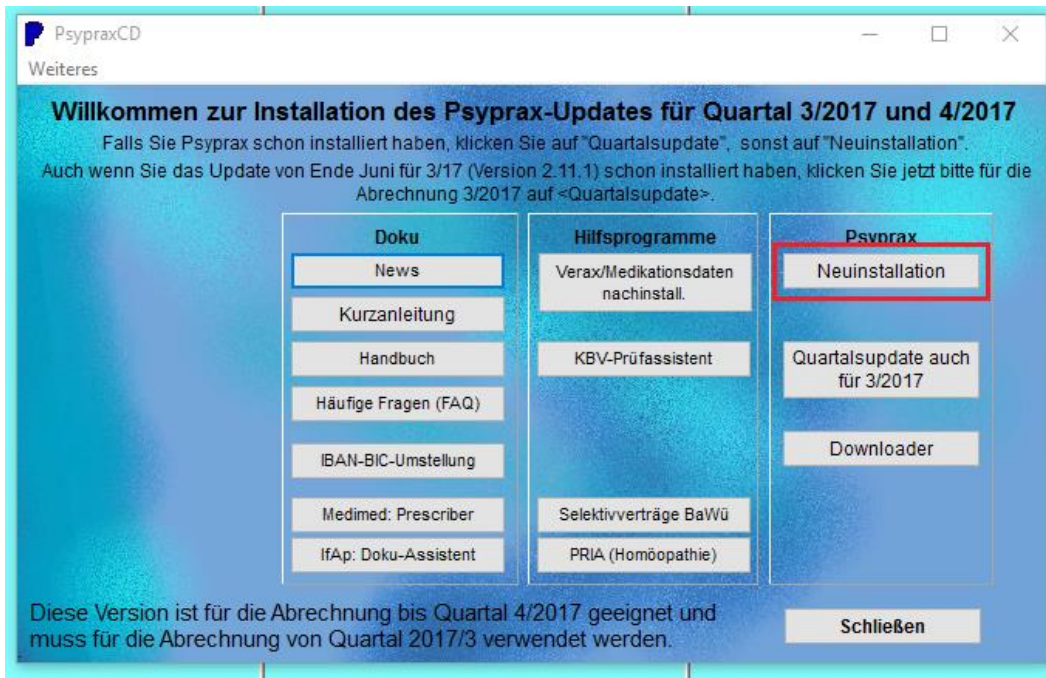 PsypraxCD
Weiteres
Willkommen zur Installation des Psyprax-Updates für Quartal 3/2017 und 4/2017
Falls Sie Psyprax schon installiert haben, klicken Sie auf "Quartalsupdate", sonst auf "Neuinstallation".
Auch wenn Sie das Update von Ende Juni für 3/17 (Version 2.11.1) schon installiert haben, klicken Sie jetzt bitte für die
Abrechnung 3/2017 auf <Quartalsupdate>.
Doku
News
Kurzanleitung
Handbuch
Häufige Fragen (FAQ)
IBAN-BIC-Umstellung
Medimed: Prescriber
IfAp: Doku-Assistent
Hilfsprogramme
Verax/Medikationsdaten
nachinstall.
KBV-Prüfassistent
Selektivverträge BaWü
PRIA (Homöopathie)
Psyprax
Neuinstallation
Quartalsupdate auch
für 3/2017
Downloader
Diese Version ist für die Abrechnung bis Quartal 4/2017 geeignet und
muss für die Abrechnung von Quartal 2017/3 verwendet werden.
Schließen